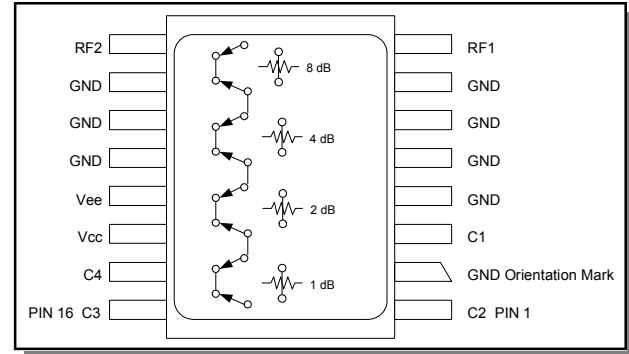 RF2 8 dB RF1
GND GND
GND 4 dB GND
GND GND
Vee 2 dB GND
Vcc C1
C4 1 dB GND Orientation Mark
PIN 16 C3 C2 PIN 1